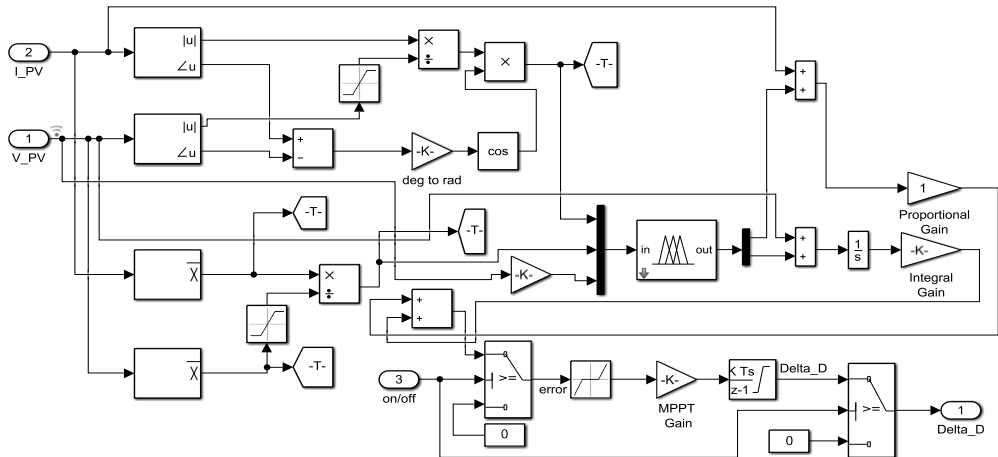 2
I_PV
|u|
∠u
×
÷
×
-T-
+
+
1
V_PV
|u|
∠u
+
−
-K-
deg to rad
cos
1
Proportional
Gain
-T-
-T-
in
out
+
+
1
s
-K-
Integral
Gain
x
×
÷
-K-
+
+
x
-T-
3
on/off
>=
error
-K-
MPPT
Gain
K Ts
z-1
Delta_D
>=
1
Delta_D
0
0